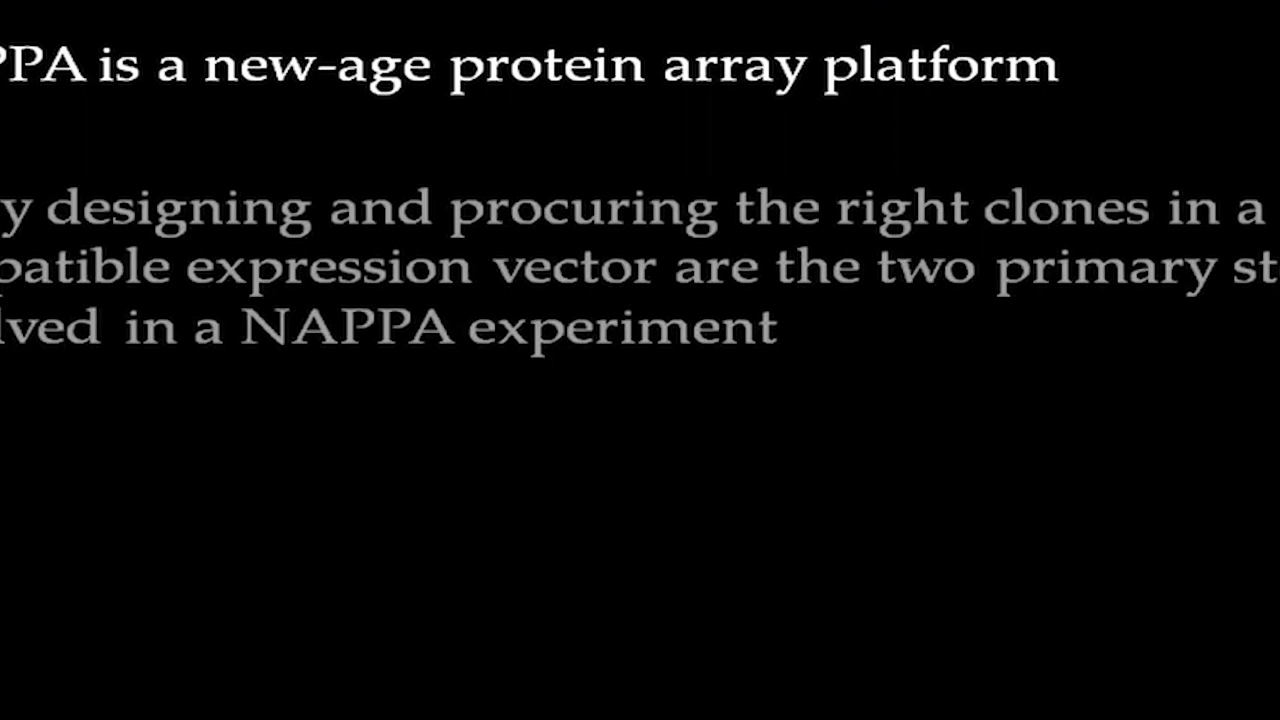 PPA is a new-age protein array platform
y designing and procuring the right clones in a
patible expression vector are the two primary st
lved in a NAPPA experiment